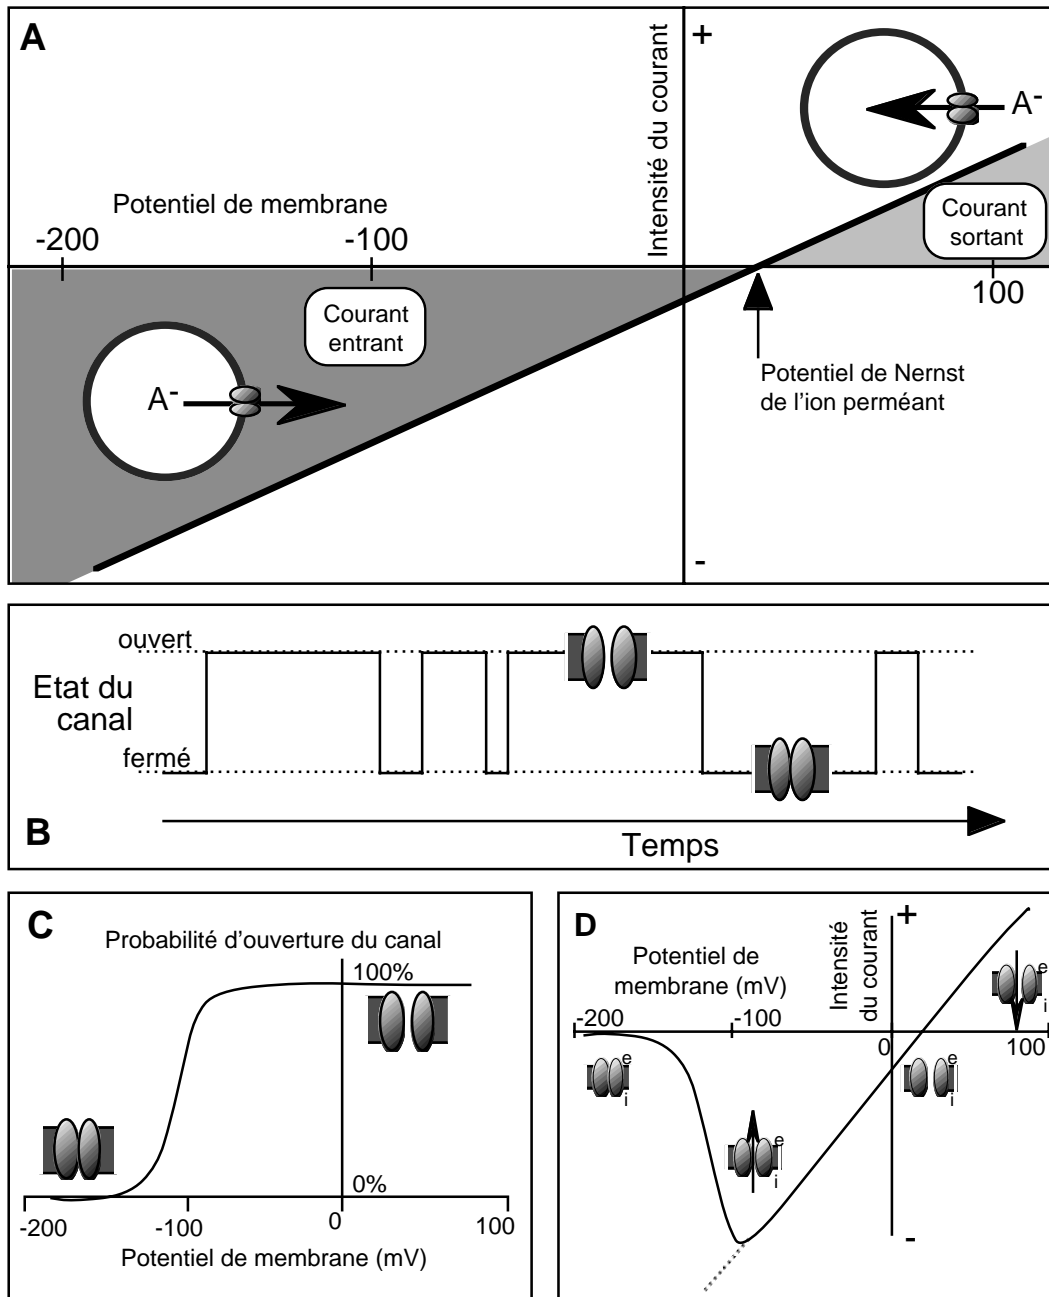 A
+
Intensité du courant
A-
Potentiel de membrane
-200
-100
Courant
sortant
100
Courant
entrant
A-
Potentiel de Nernst
de l'ion perméant
-
ouvert
Etat du
canal
fermé
B
Temps
C
Probabilité d'ouverture du canal
100%
0%
-200
-100
0
100
Potentiel de membrane (mV)
D
+
Potentiel de
membrane (mV)
Intensité
du courant
e
i
-200
-100
0
100
e
i
e
i
e
i
-